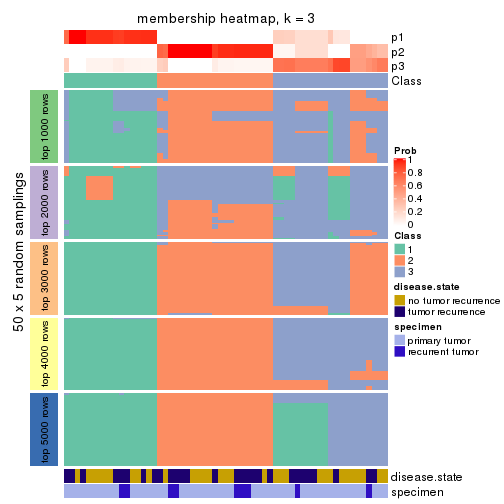 membership heatmap, k = 3
p1
p2
p3
Class
50 x 5 random samplings
top 1000 rows
top 2000 rows
top 3000 rows
top 4000 rows
top 5000 rows
Prob
1
0.8
0.6
0.4
0.2
0
Class
1
2
3
disease.state
no tumor recurrence
tumor recurrence
specimen
primary tumor
recurrent tumor
disease.state
specimen